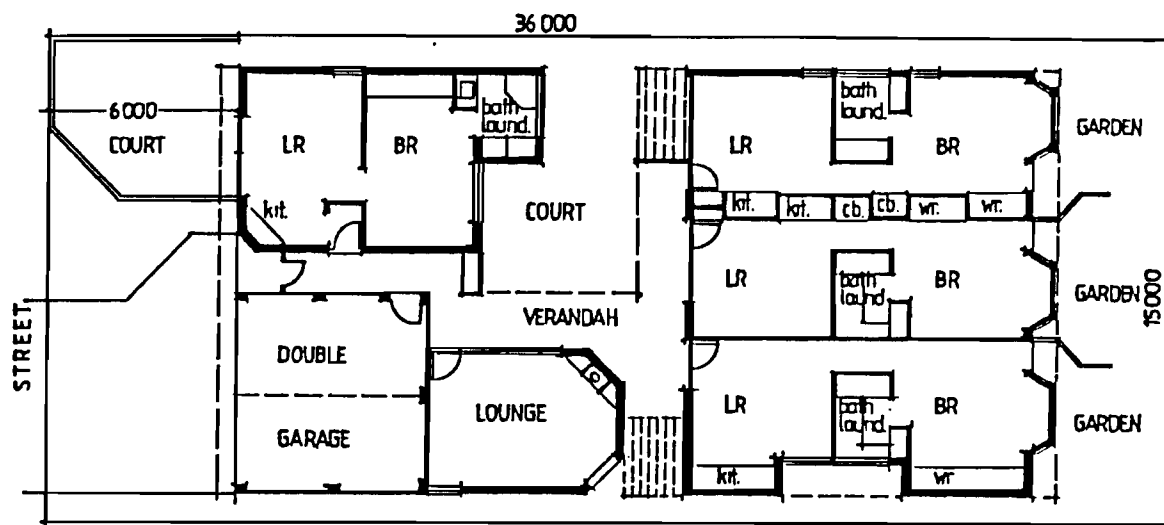 36 000
6 000
COURT
LR
BR
bath
laund.
kit.
COURT
VERANDAH
STREET
DOUBLE
GARAGE
LOUNGE
LR
bath
laund.
BR
GARDEN
kit.
kit.
cb.
cb.
wr.
wr.
LR
bath
laund.
BR
GARDEN
15 000
LR
bath
laund.
BR
GARDEN
kit.
wr